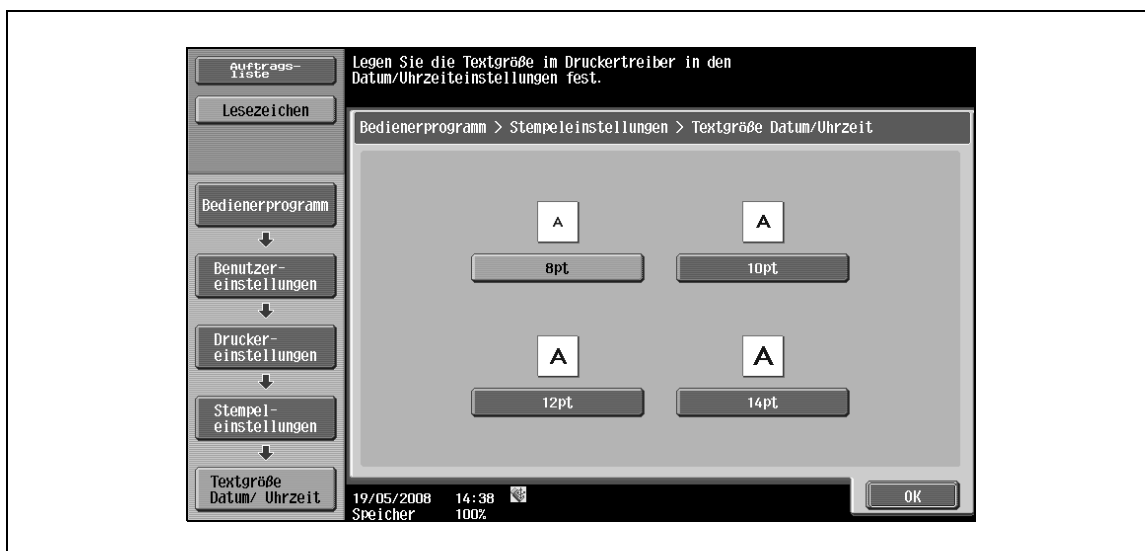 Auftrags-
liste
Lesezeichen
Legen Sie die Textgröße im Druckertreiber in den
Datum/Uhrzeiteinstellungen fest.
Bedienerprogramm > Stempeleinstellungen > Textgröße Datum/Uhrzeit
Bedienerprogramm
Benutzer-
einstellungen
Drucker-
einstellungen
Stempel-
einstellungen
Textgröße
Datum/ Uhrzeit
A
A
8pt
10pt
A
A
12pt
14pt
19/05/2008 14:38
Speicher 100%
OK